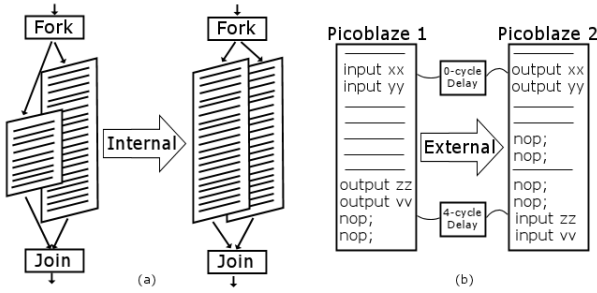 Fork
Internal
Join
Fork
Join
(a)
Picoblaze 1
input xx
input yy
output zz
output vv
nop;
nop;
0-cycle
Delay
External
4-cycle
Delay
Picoblaze 2
output xx
output yy
nop;
nop;
nop;
nop;
input zz
input vv
(b)